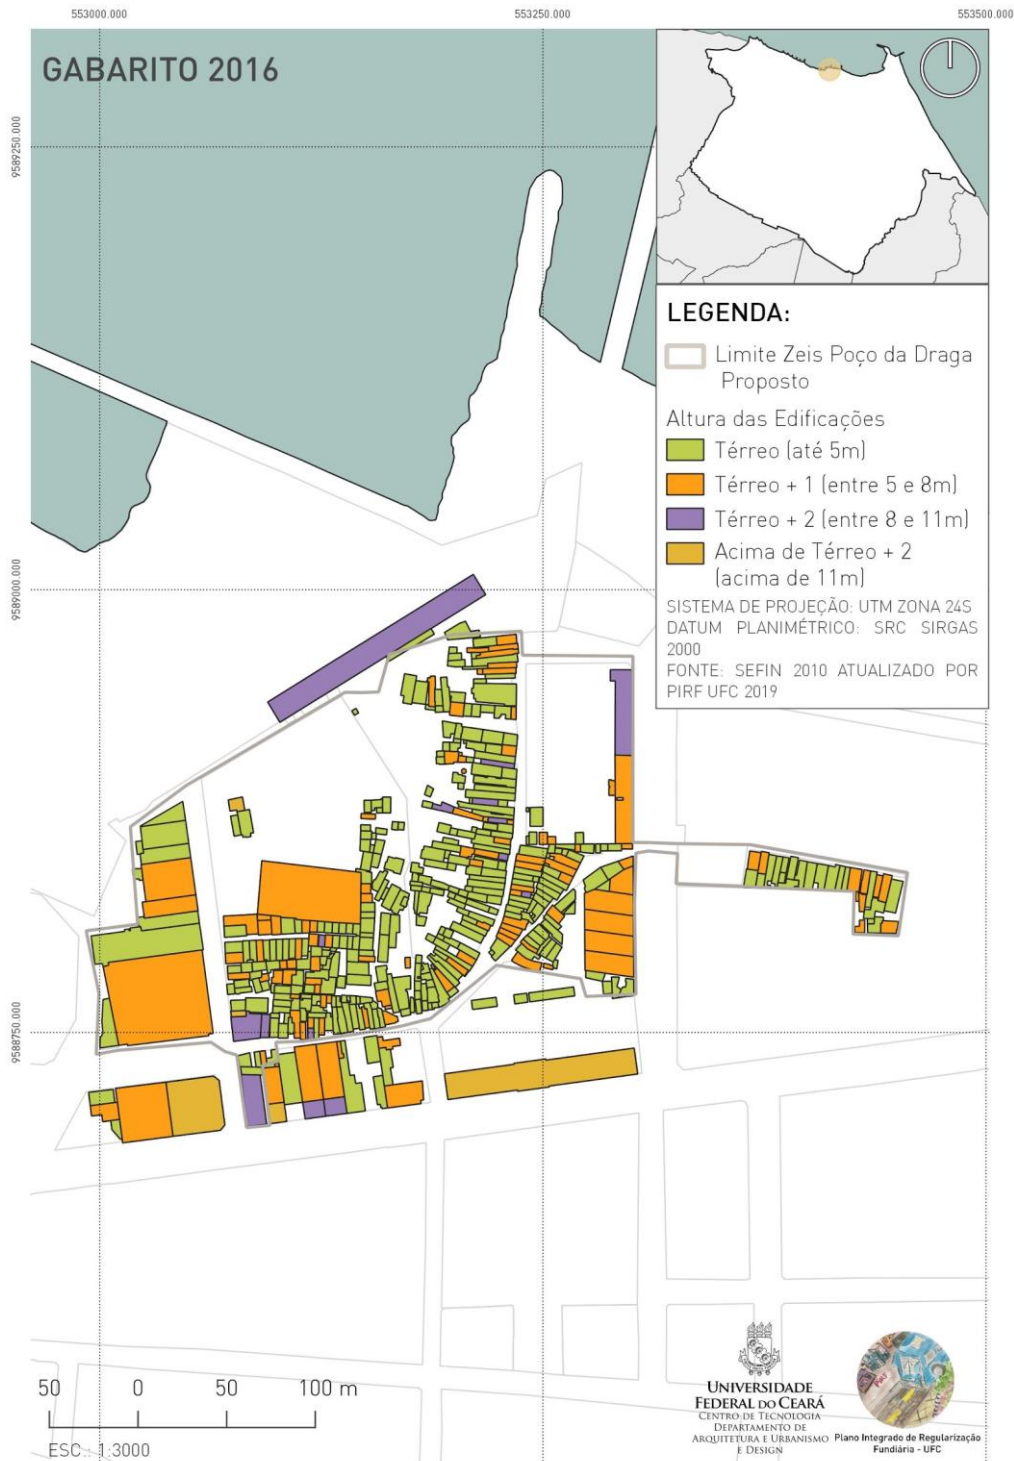 553000.000
553250.000
553500.000
GABARITO 2016
9589250.000
9589000.000
9588750.000
LEGENDA:
Limite Zeis Poço da Draga
Proposto
Altura das Edificações
Térreo (até 5m)
Térreo + 1 (entre 5 e 8m)
Térreo + 2 (entre 8 e 11m)
Acima de Térreo + 2
(acima de 11m)
SISTEMA DE PROJEÇÃO: UTM ZONA 24S
DATUM PLANIMÉTRICO: SRC SIRGAS
2000
FONTE: SEFIN 2010 ATUALIZADO POR
PIRF UFC 2019
50 0 50 100 m
ESC.: 1:3000
UNIVERSIDADE
FEDERAL DO CEARÁ
CENTRO DE TECNOLOGIA
DEPARTAMENTO DE
ARQUITETURA E URBANISMO
E DESIGN
Plano Integrado de Regularização
Fundiária - UFC